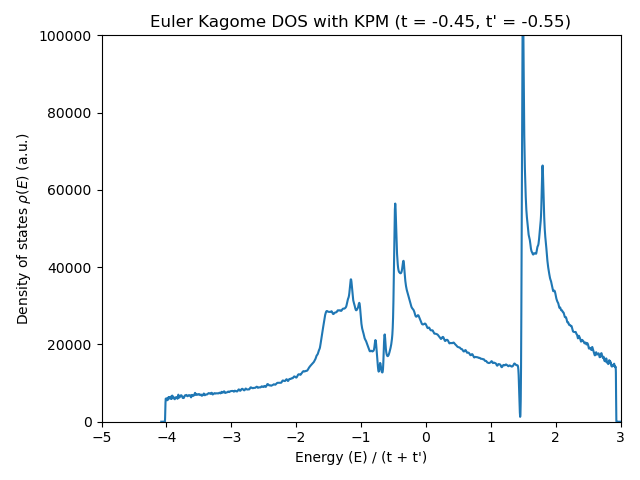 Euler Kagome DOS with KPM (t = -0.45, t' = -0.55)
100000
80000
60000
40000
20000
0
Density of states ρ(E) (a.u.)
−5 −4 −3 −2 −1 0 1 2 3
Energy (E) / (t + t')